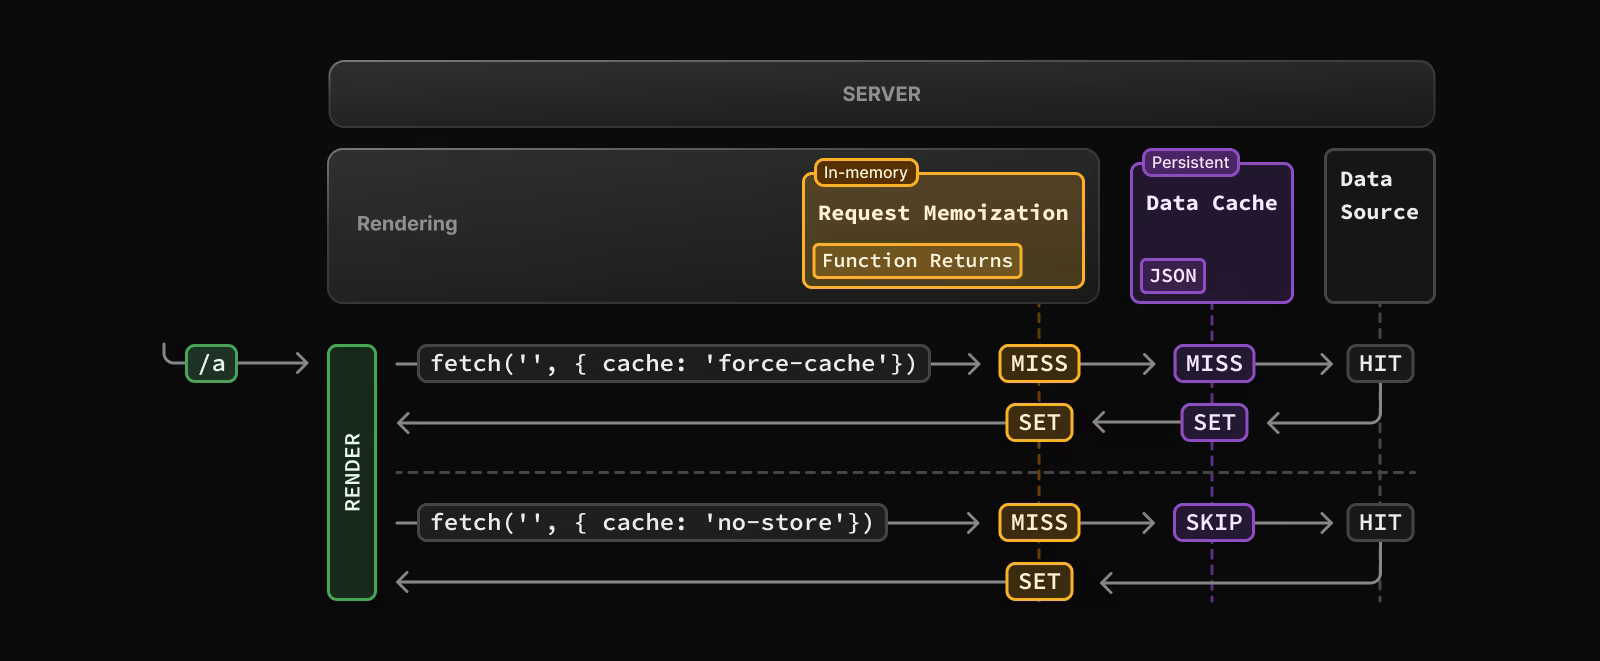 SERVER
Rendering
In-memory
Request Memoization
Function Returns
Persistent
Data Cache
JSON
Data
Source
/a
RENDER
fetch('', { cache: 'force-cache'})
MISS
MISS
HIT
SET
SET
fetch('', { cache: 'no-store'})
MISS
SKIP
HIT
SET